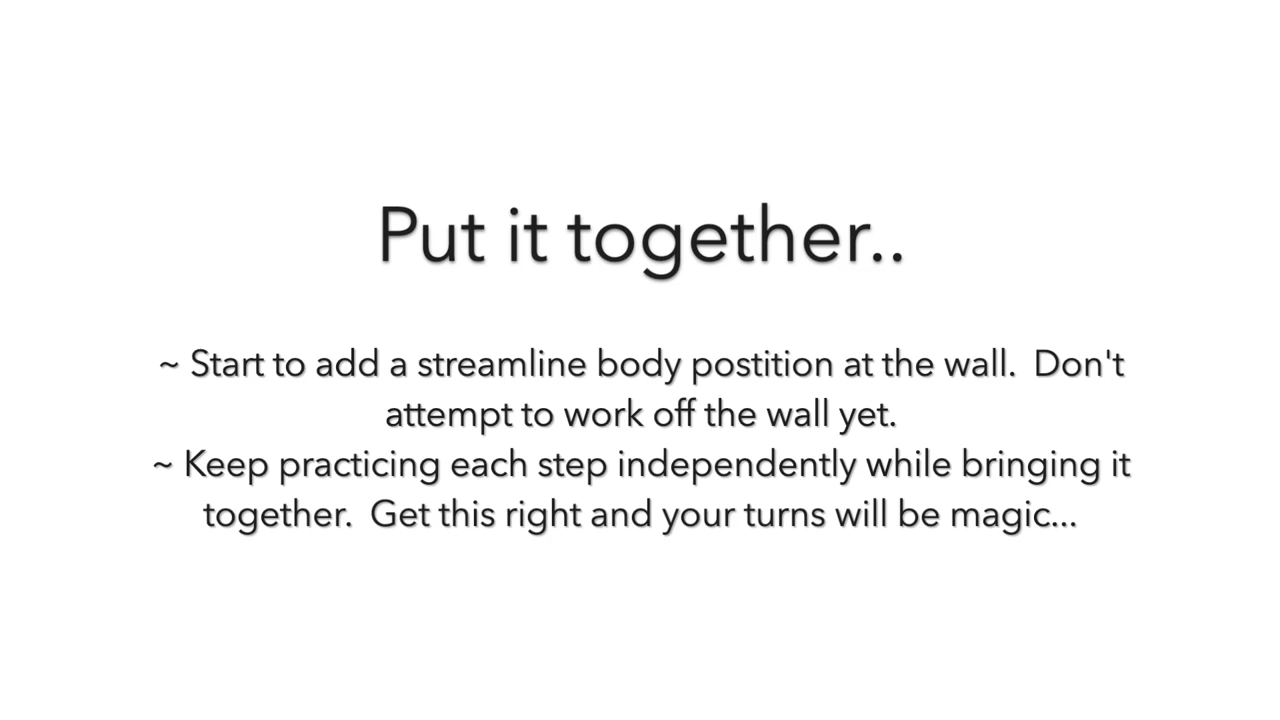 Put it together..
~ Start to add a streamline body postition at the wall.  Don't
attempt to work off the wall yet.
~ Keep practicing each step independently while bringing it
together.  Get this right and your turns will be magic...